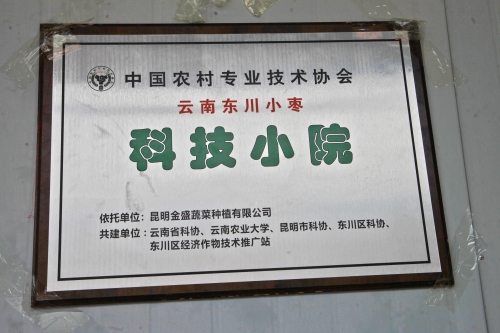 中国农村专业技术协会
云南东川小枣
科技小院
依托单位：昆明金盛蔬菜种植有限公司
共建单位：云南省科协、云南农业大学、昆明市科协、东川区科协、
东川区经济作物技术推广站